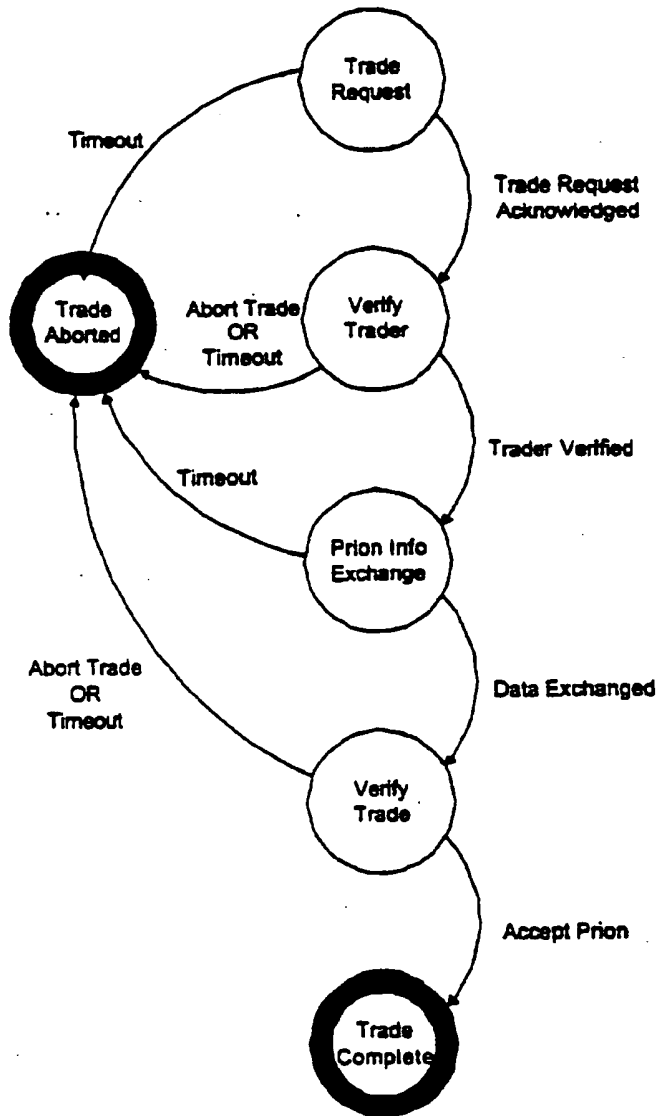 Trade
Request
Timeout
Trade Request
Acknowledged
Trade
Aborted
Abort Trade
OR
Timeout
Verify
Trader
Trader Verified
Timeout
Prion Info
Exchange
Abort Trade
OR
Timeout
Data Exchanged
Verify
Trade
Accept Prion
Trade
Complete